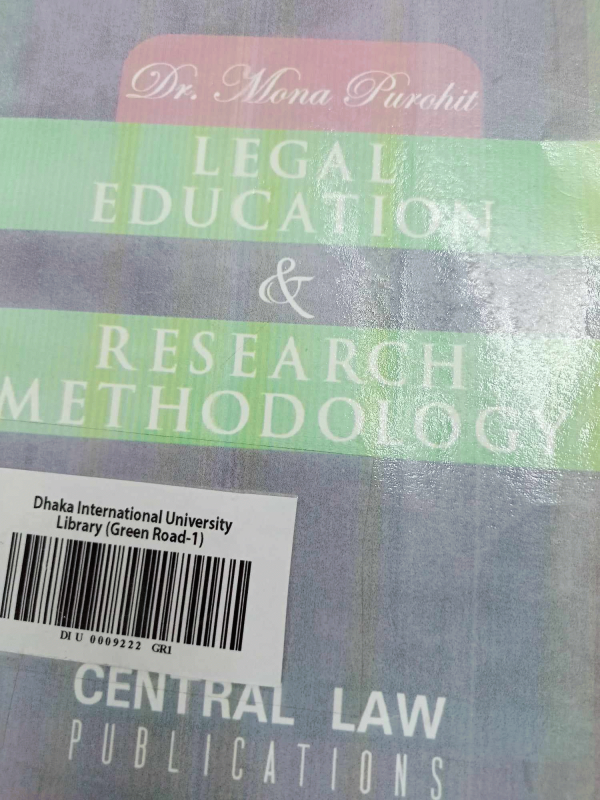 Dr. Mona Purohit
LEGAL
EDUCATION
&
RESEARCH
METHODOLOGY
Dhaka International University
Library (Green Road-1)
DIU 0009222 GR1
CENTRAL LAW
PUBLICATIONS